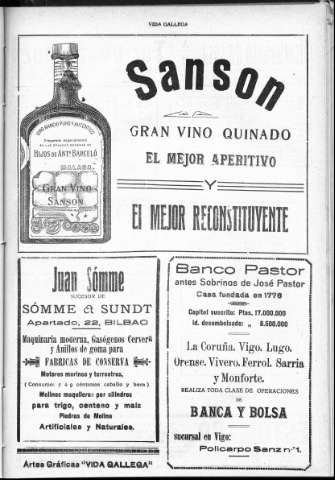 VIDA GALLEGA
Sanson
GRAN VINO QUINADO
EL MEJOR APERITIVO
Y
El MEJOR RECONSTITUYENTE
HIJOS DE ANTº BARCELÓ
MALAGA
GRAN VINO
SANSON
Juan Sómme
SUCESOR DE
SÓMME & SUNDT
Apartado, 22, BILBAO
Maquinaria moderna, Gasógenos Cervera
y Anillos de goma para
FABRICAS DE CONSERVA
Motores marinos y terrestres,
Molinos maquileros por cilindros
para trigo, centeno y maiz
Piedras de Molino
Artificiales y Naturales.
Artes Gráficas "VIDA GALLEGA"
Banco Pastor
antes Sobrinos de José Pastor
Casa fundada en 1776
Capital suscrito: Ptas. 17.000.000
Id. desembolsado: „ 8.500.000
La Coruña. Vigo. Lugo.
Orense. Vivero. Ferrol. Sarria
y Monforte.
REALIZA TODA CLASE DE OPERACIONES
DE
BANCA Y BOLSA
sucursal en Vigo:
Policarpo Sanz nº1.